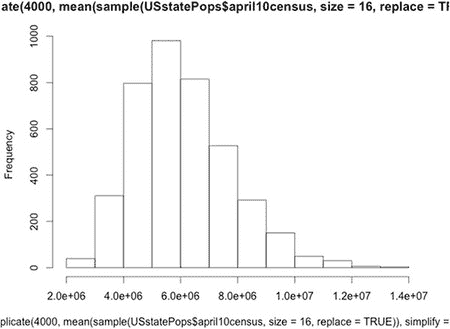 ate(4000, mean(sample(USstatePops$april10census, size = 16, replace = TR
1000
800
600
400
200
0
Frequency
2.0e+06 4.0e+06 6.0e+06 8.0e+06 1.0e+07 1.2e+07 1.4e+07
plicate(4000, mean(sample(USstatePops$april10census, size = 16, replace = TRUE)), simplify =